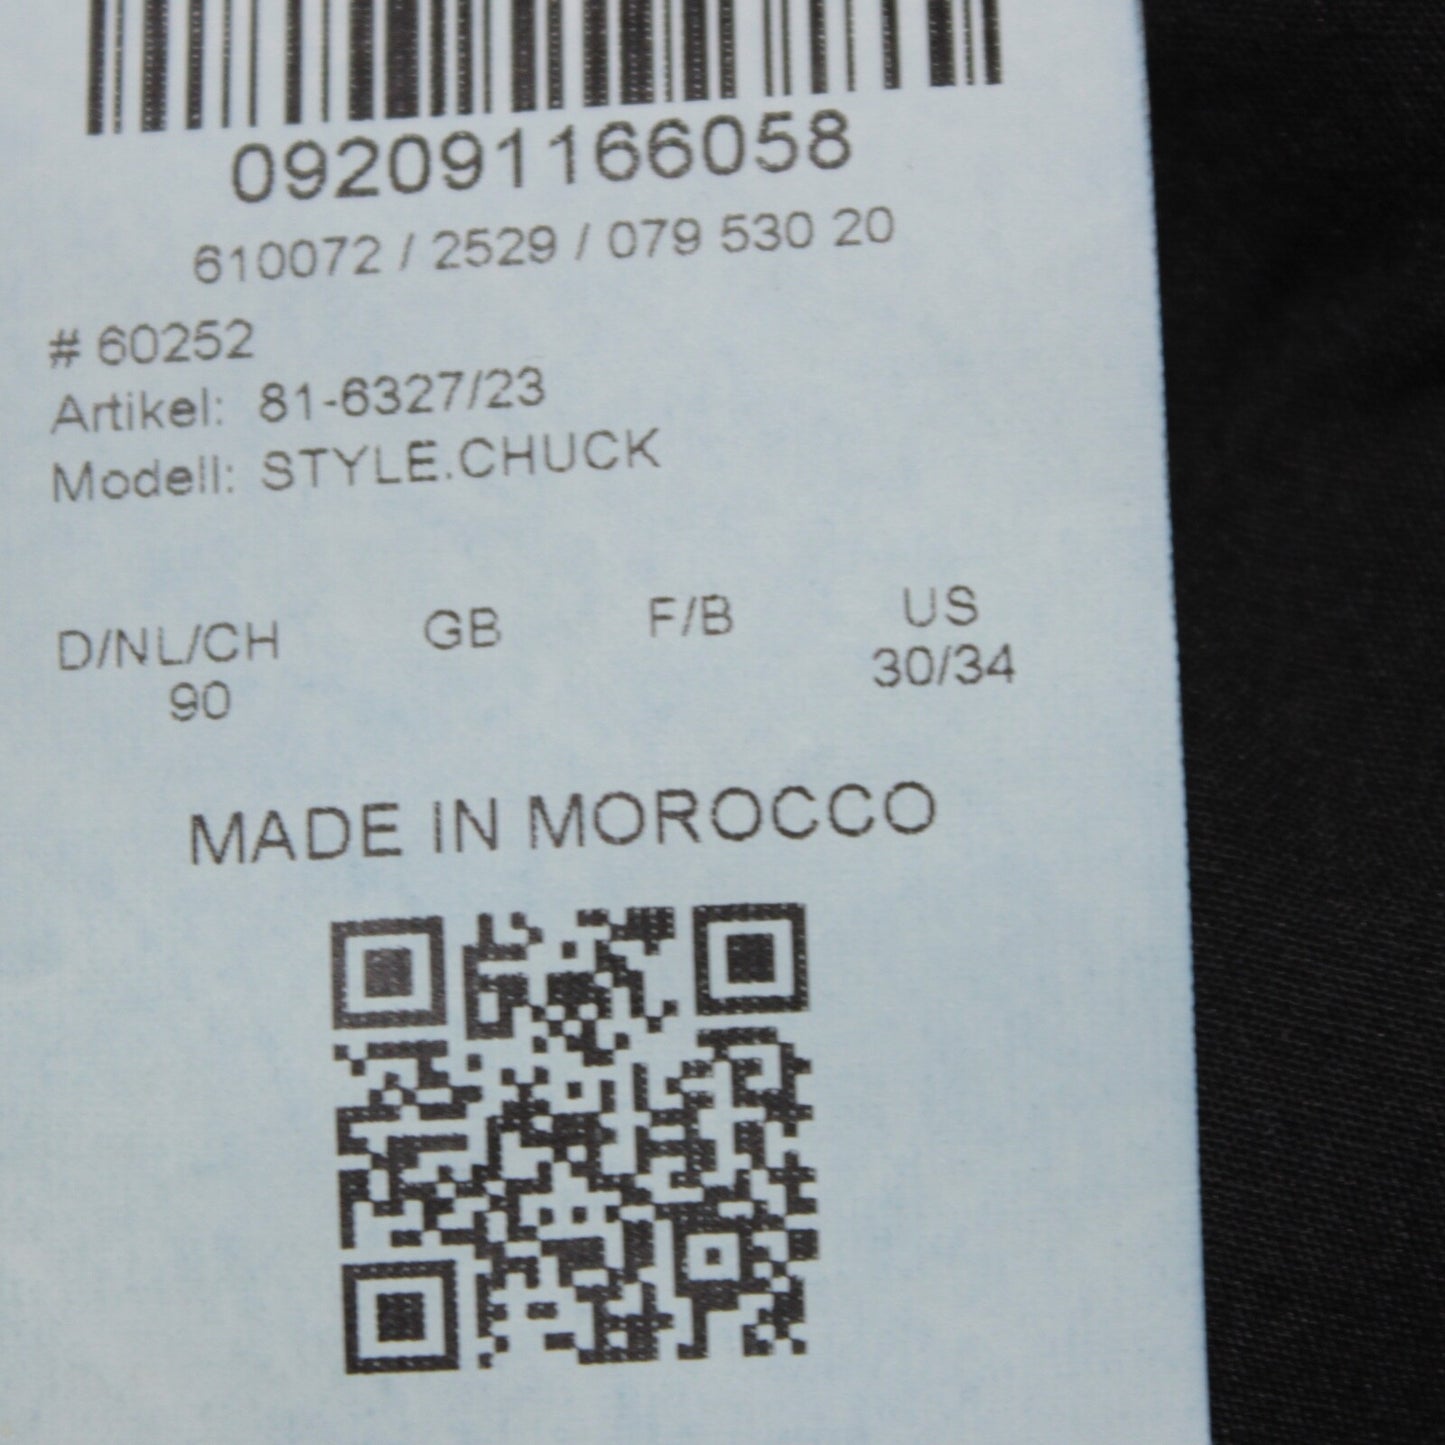 092091166058
610072 / 2529 / 079 530 20
# 60252
Artikel: 81-6327/23
Modell: STYLE.CHUCK
D/NL/CH GB F/B US
90 30/34
MADE IN MOROCCO